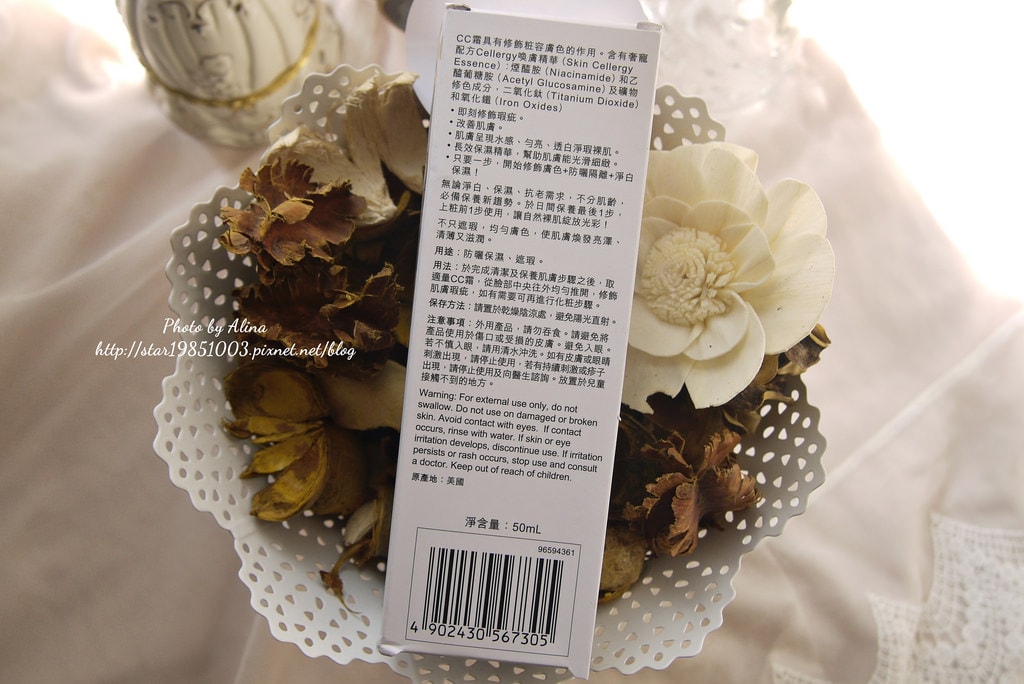 CC霜具有修飾粧容膚色的作用。含有奢寵
配方Cellergy喚膚精華 (Skin Cellergy
Essence)：煙醯胺 (Niacinamide) 和乙
醯葡糖胺 (Acetyl Glucosamine) 及礦物
修色成分，二氧化鈦 (Titanium Dioxide)
和氧化鐵 (Iron Oxides)
• 即刻修飾瑕疵。
• 改善肌膚。
• 肌膚呈現水感、勻亮、透白淨瑕裸肌。
• 長效保濕精華，幫助肌膚能光滑細緻。
• 只要一步，開始修飾膚色+防曬隔離+淨白
保濕！
無論淨白、保濕、抗老需求，不分肌齡，
必備保養新趨勢。於日間保養最後1步，
上粧前1步使用，讓自然裸肌綻放光彩！
不只遮瑕，均勻膚色，使肌膚煥發亮澤、
清薄又滋潤。
用途：防曬保濕、遮瑕。
用法：於完成清潔及保養肌膚步驟之後，取
適量CC霜，從臉部中央往外均勻推開，修飾
肌膚瑕疵，如有需要可再進行化粧步驟。
保存方法：請置於乾燥陰涼處，避免陽光直射。
注意事項：外用產品，請勿吞食。請避免將
產品使用於傷口或受損的皮膚。避免入眼。
若不慎入眼，請用清水沖洗。如有皮膚或眼睛
刺激出現，請停止使用，若有持續刺激或疹子
出現，請停止使用及向醫生諮詢。放置於兒童
接觸不到的地方。
Warning: For external use only, do not
swallow. Do not use on damaged or broken
skin. Avoid contact with eyes. If contact
occurs, rinse with water. If skin or eye
irritation develops, discontinue use. If irritation
persists or rash occurs, stop use and consult
a doctor. Keep out of reach of children.
原產地：美國
淨含量：50mL
96594361
4 902430 567305
Photo by Alina
http://star19851003.pixnet.net/blog